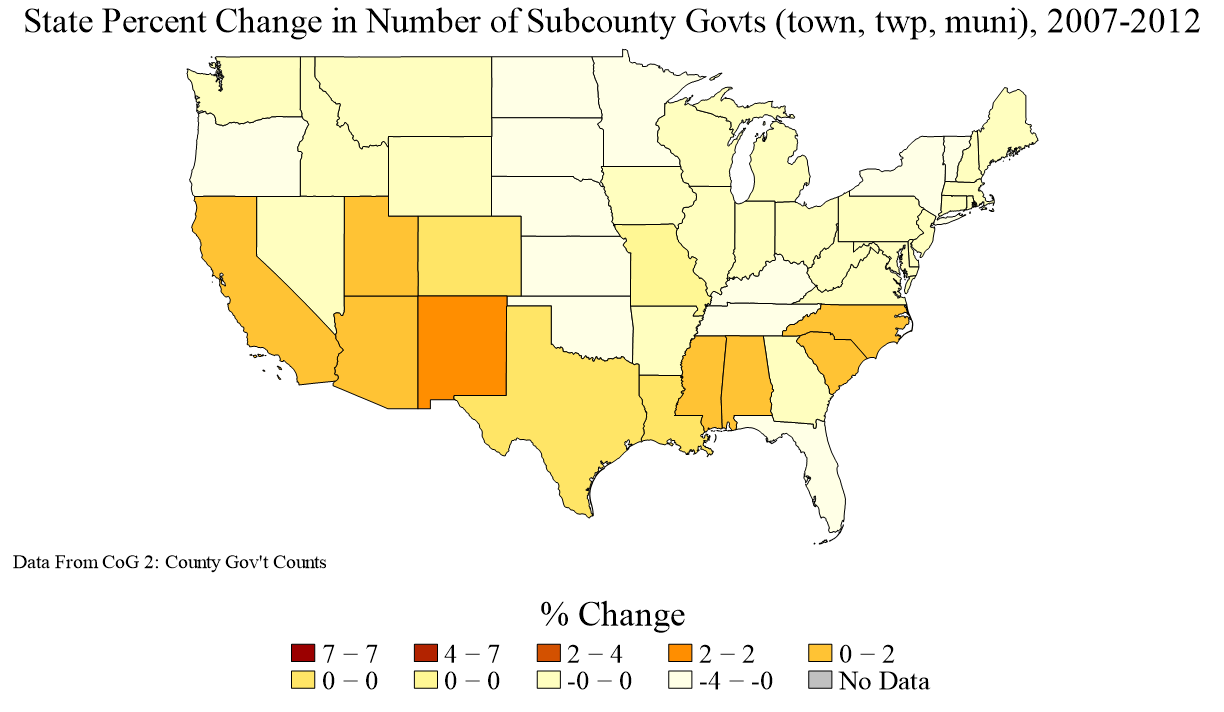 State Percent Change in Number of Subcounty Govts (town, twp, muni), 2007-2012
Data From CoG 2: County Gov't Counts
% Change
7 − 7 4 − 7 2 − 4 2 − 2 0 − 2
0 − 0 0 − 0 -0 − 0 -4 − -0 No Data